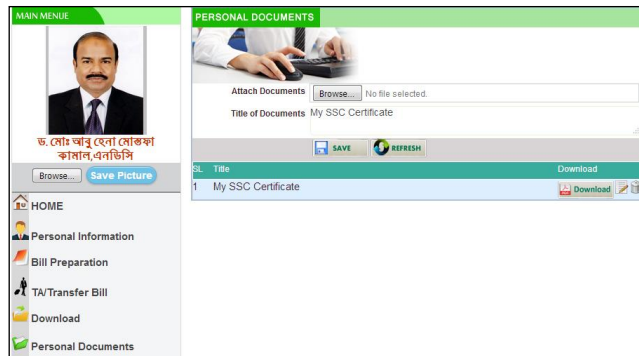 MAIN MENUE
ড. মোঃ আবু হেনা মোস্তফা
কামাল,এনডিসি
Browse... Save Picture
HOME
Personal Information
Bill Preparation
TA/Transfer Bill
Download
Personal Documents
PERSONAL DOCUMENTS
Attach Documents Browse... No file selected.
Title of Documents My SSC Certificate
SAVE REFRESH
SL Title Download
1 My SSC Certificate Download